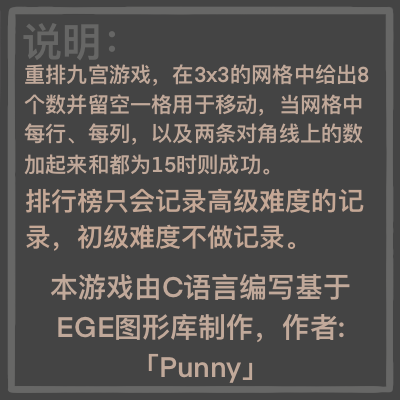 说明:
重排九宫游戏，在3x3的网格中给出8
个数并留空一格用于移动，当网格中
每行、每列，以及两条对角线上的数
加起来和都为15时则成功。
排行榜只会记录高级难度的记
录，初级难度不做记录。
本游戏由C语言编写基于
EGE图形库制作，作者:
「Punny」